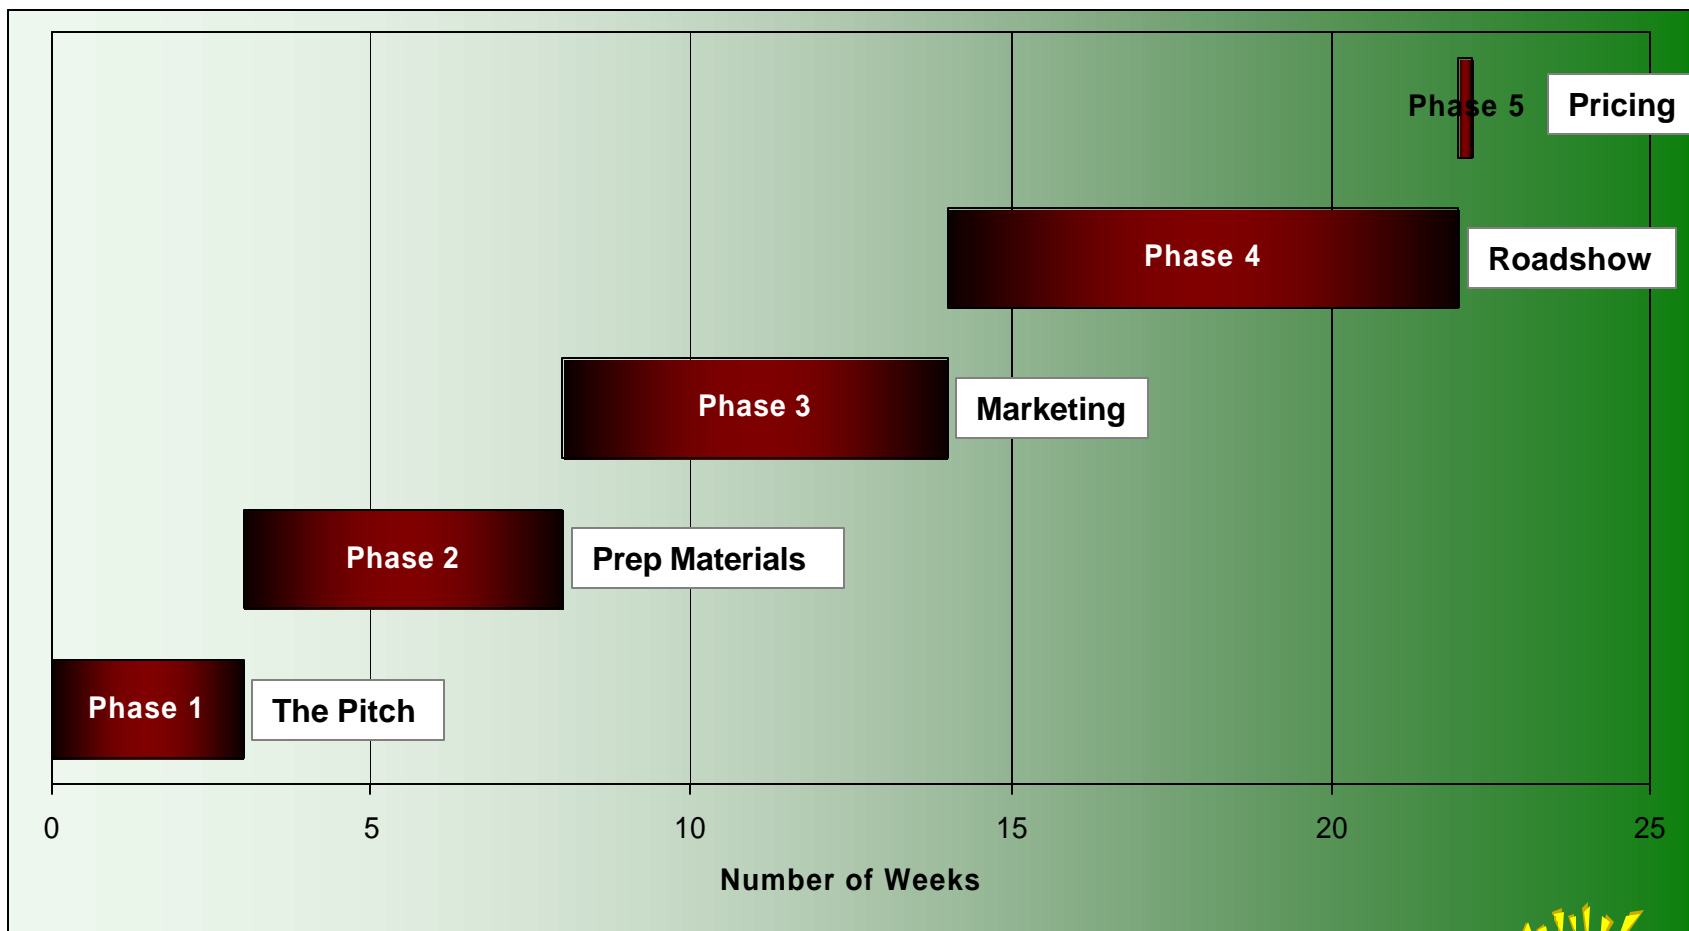 Phase 5 Pricing
Phase 4 Roadshow
Phase 3 Marketing
Phase 2 Prep Materials
Phase 1 The Pitch
0 5 10 15 20 25
Number of Weeks